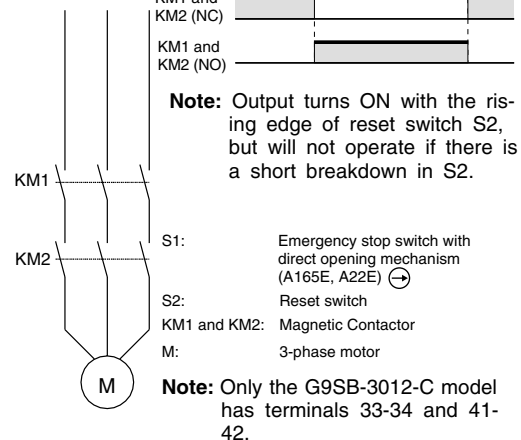 KM1 and
KM2 (NC)
KM1 and
KM2 (NO)
Note: Output turns ON with the ris-
ing edge of reset switch S2,
but will not operate if there is
a short breakdown in S2.
KM1
KM2
S1: Emergency stop switch with
direct opening mechanism
(A165E, A22E)
S2: Reset switch
KM1 and KM2: Magnetic Contactor
M: 3-phase motor
M
Note: Only the G9SB-3012-C model
has terminals 33-34 and 41-
42.